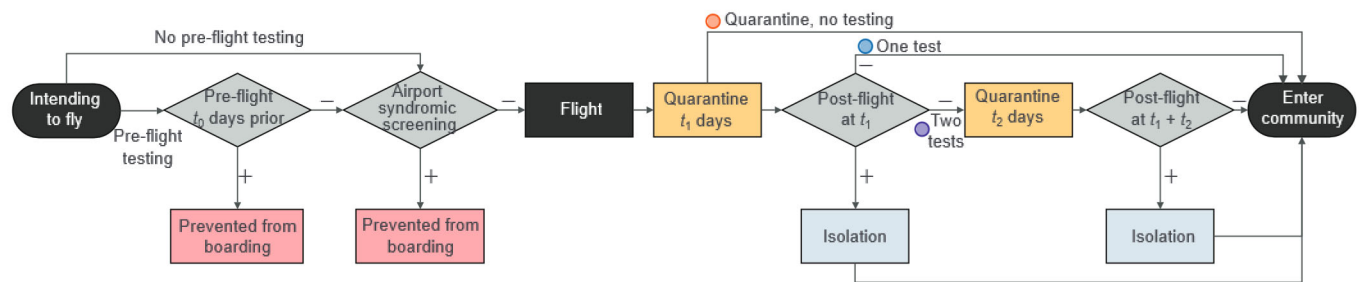 Quarantine, no testing
No pre-flight testing
One test
−
Intending
to fly
Pre-flight
testing
Pre-flight
t₀ days prior
−
+
Prevented from
boarding
Airport
syndromic
screening
−
+
Prevented from
boarding
Flight
Quarantine
t₁ days
Post-flight
at t₁
−
Two
tests
+
Isolation
Quarantine
t₂ days
Post-flight
at t₁ + t₂
−
+
Isolation
Enter
community